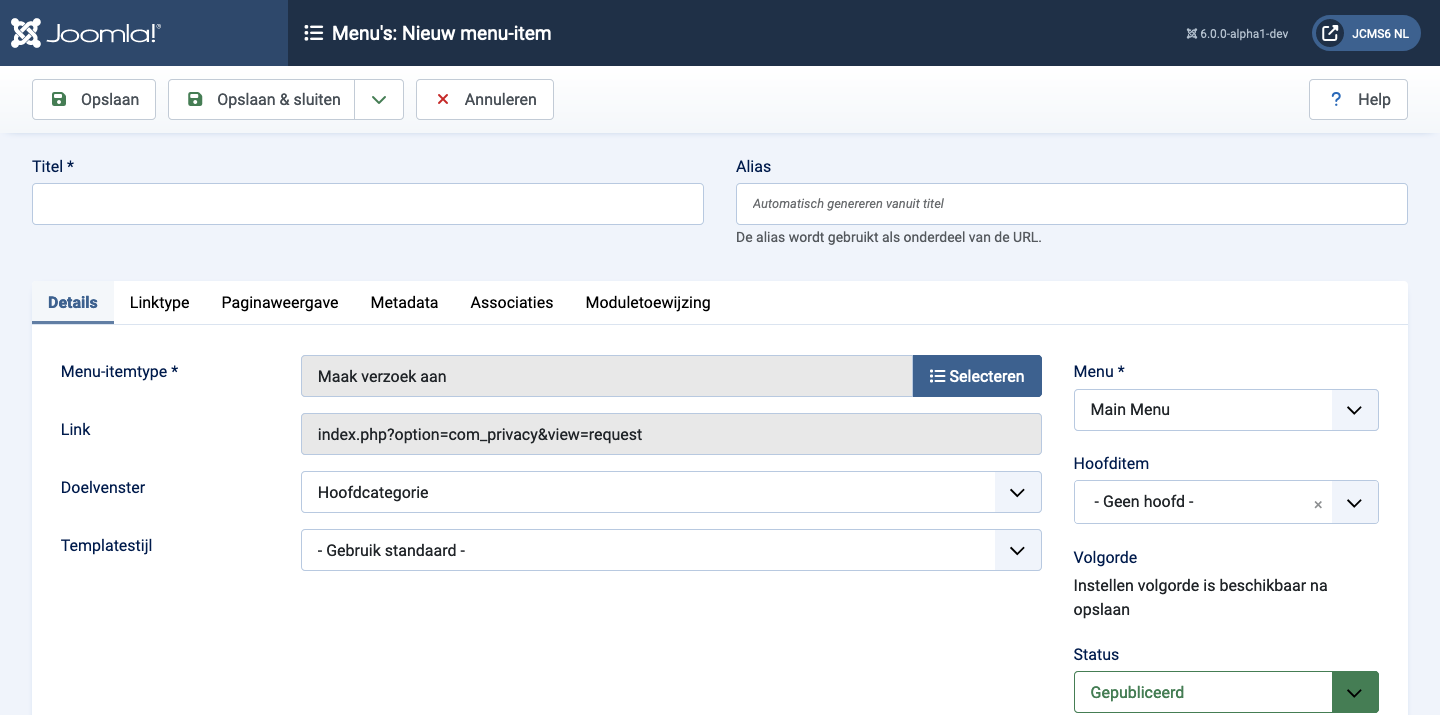 Joomla!®
Menu's: Nieuw menu-item
6.0.0-alpha1-dev
JCMS6 NL
Opslaan
Opslaan & sluiten
Annuleren
? Help
Titel *
Alias
Automatisch genereren vanuit titel
De alias wordt gebruikt als onderdeel van de URL.
Details
Linktype
Paginaweergave
Metadata
Associaties
Moduletoewijzing
Menu-itemtype *
Maak verzoek aan
Selecteren
Link
index.php?option=com_privacy&view=request
Doelvenster
Hoofdcategorie
Templatestijl
- Gebruik standaard -
Menu *
Main Menu
Hoofditem
- Geen hoofd -
×
Volgorde
Instellen volgorde is beschikbaar na
opslaan
Status
Gepubliceerd